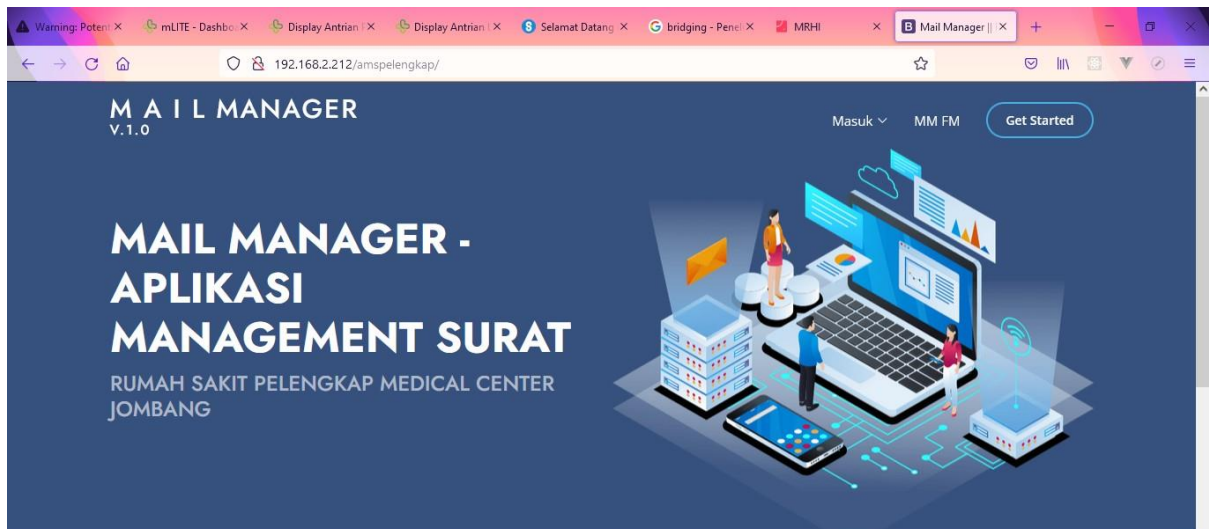 Warning: Potent
mLITE - Dashbo
Display Antrian
Display Antrian
Selamat Datang
bridging - Penel
MRHI
Mail Manager ||
192.168.2.212/amspelengkap/
M A I L MANAGER
V.1.0
Masuk
MM FM
Get Started
MAIL MANAGER -
APLIKASI
MANAGEMENT SURAT
RUMAH SAKIT PELENGKAP MEDICAL CENTER
JOMBANG